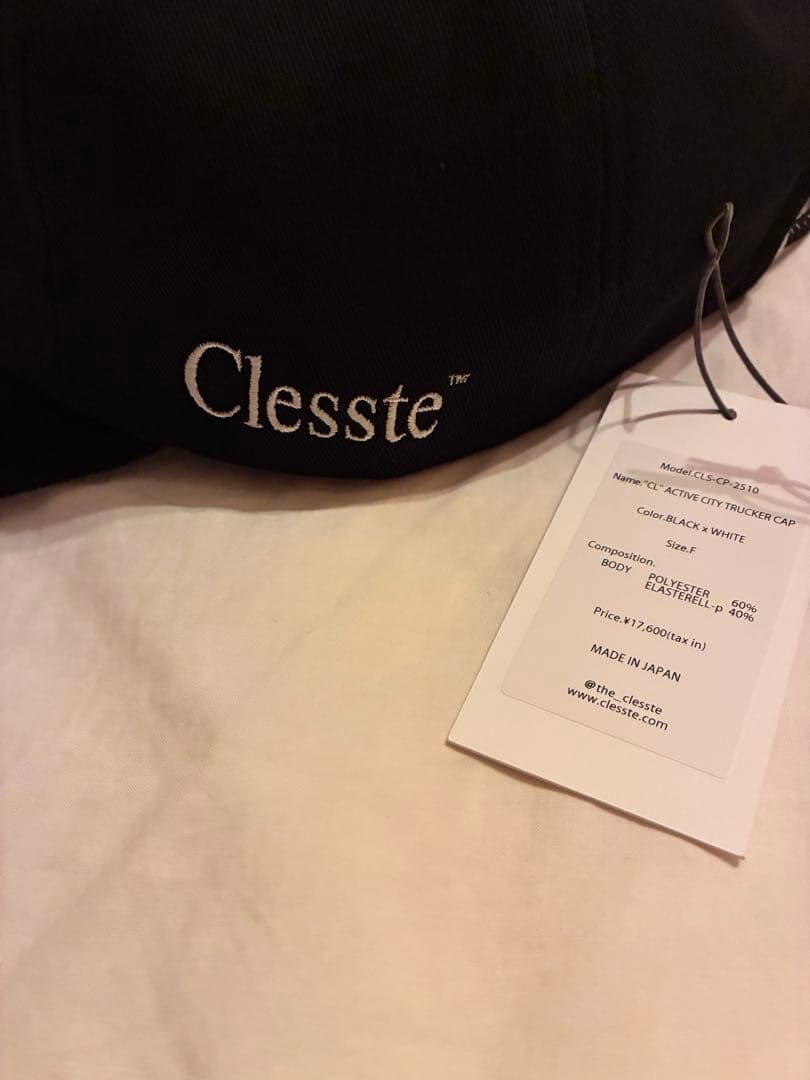 Clesste™
Model.CLS-CP-2510
Name."CL" ACTIVE CITY TRUCKER CAP
Color.BLACK x WHITE
Size.F
Composition.
BODY POLYESTER 60%
ELASTERELL-p 40%
Price.¥17,600(tax in)
MADE IN JAPAN
@the_clesste
www.clesste.com